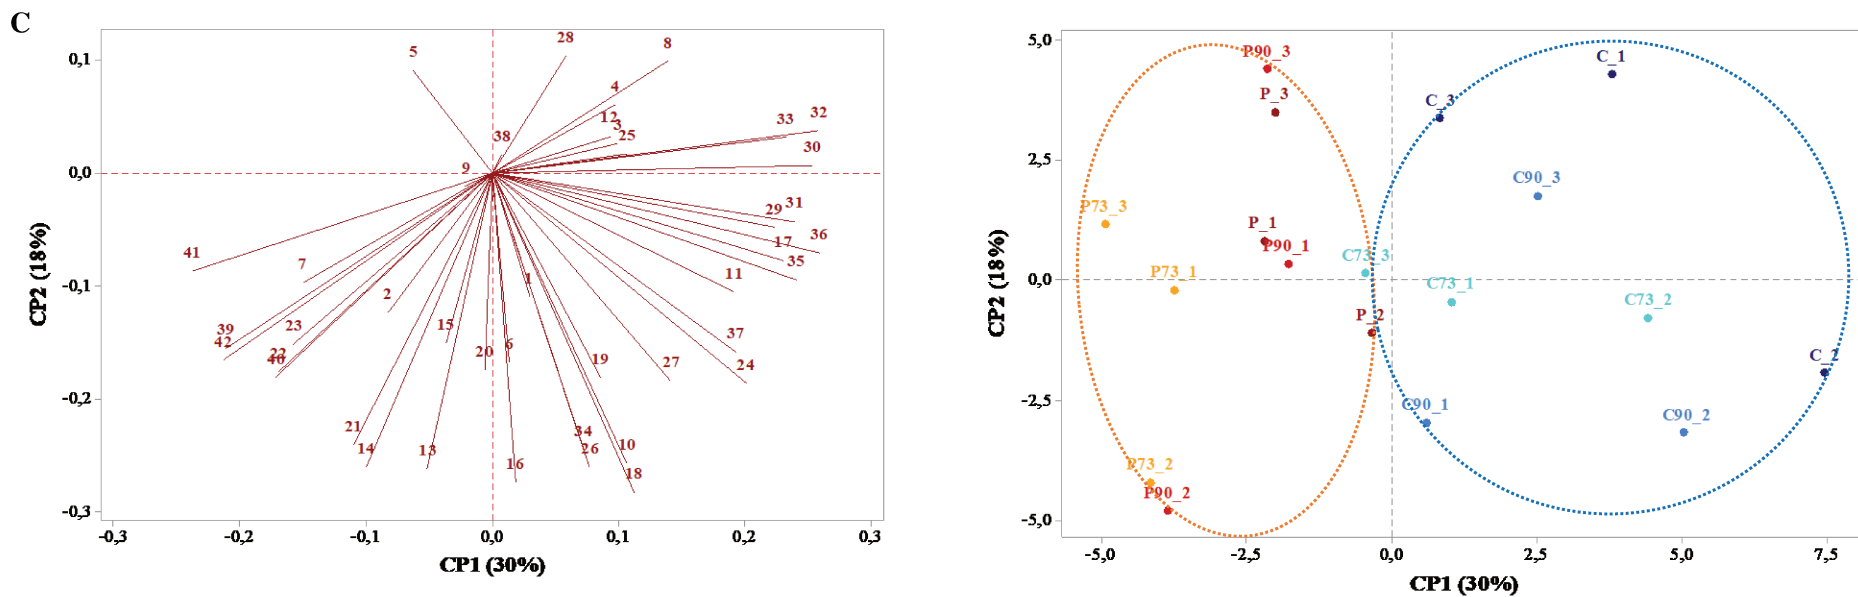 C
5
28
8
0,1
4
12
3
25
33
32
38
30
9
0,0
31
29
36
17
35
41
7
11
1
2
-0,1
39
42
23
22
40
15
20
6
19
27
37
24
-0,2
21
14
13
16
34
26
10
18
-0,3
-0,3
-0,2
-0,1
0,0
0,1
0,2
0,3
CP1 (30%)
CP2 (18%)
5,0
P90_3
P_3
C_3
C_1
2,5
C90_3
P73_3
P_1
P90_1
C73_3
0,0
P73_1
C73_1
C73_2
P_2
C_2
-2,5
C90_1
C90_2
P73_2
P90_2
-5,0
-5,0
-2,5
0,0
2,5
5,0
7,5
CP1 (30%)
CP2 (18%)